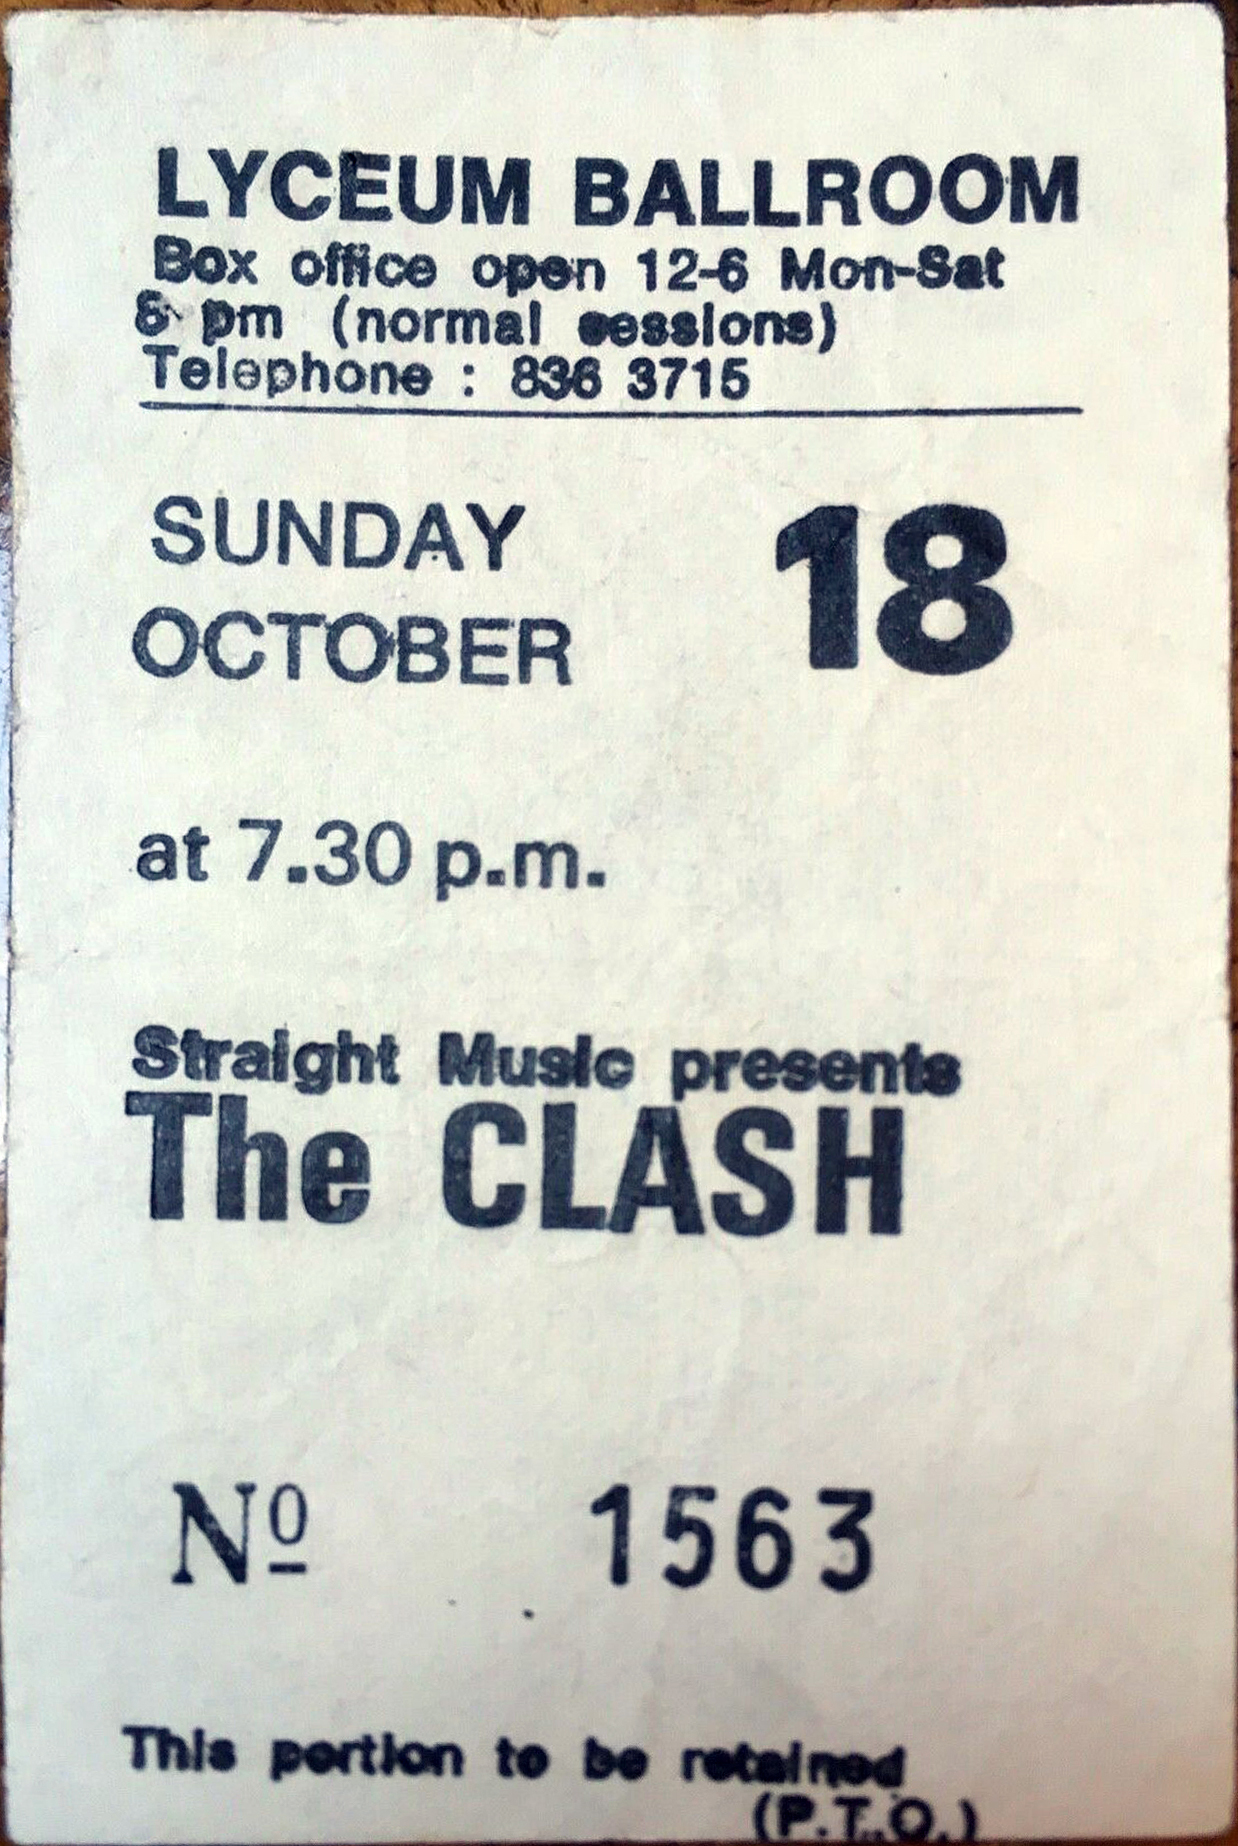 LYCEUM BALLROOM
Box office open 12-6 Mon-Sat
pm (normal sessions)
Telephone : 836 3715
SUNDAY 18
OCTOBER
at 7.30 p.m.
Straight Music presents
The CLASH
Nº 1563
This portion to be retained
(P.T.O.)